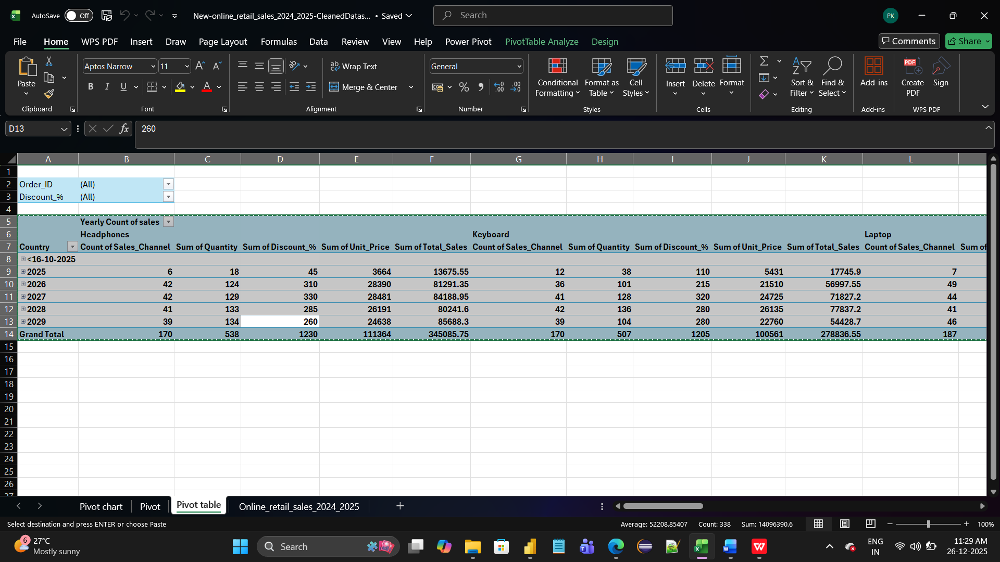 AutoSave Off New-online_retail_sales_2024_2025-CleanedDatas... • Saved Search PK
File Home WPS PDF Insert Draw Page Layout Formulas Data Review View Help Power Pivot PivotTable Analyze Design Comments Share
Paste Aptos Narrow 11 Wrap Text General Conditional Formatting Format as Table Cell Styles Insert Delete Format Sort & Filter Find & Select Add-ins Create PDF Sign
B I U A Merge & Center % .00
Clipboard Font Alignment Number Styles Cells Editing Add-ins WPS PDF
D13 fx 260
A B C D E F G H I J K L
1
2 Order_ID (All)
3 Discount_% (All)
4
5 Yearly Count of sales
6 Headphones Keyboard Laptop
7 Country Count of Sales_Channel Sum of Quantity Sum of Discount_% Sum of Unit_Price Sum of Total_Sales Count of Sales_Channel Sum of Quantity Sum of Discount_% Sum of Unit_Price Sum of Total_Sales Count of Sales_Channel Sum of
8 <16-10-2025
9 2025 6 18 45 3664 13675.55 12 38 110 5431 17745.9 7
10 2026 42 124 310 28390 81291.35 36 101 215 21510 56997.55 49
11 2027 42 129 330 28481 84188.95 41 128 320 24725 71827.2 44
12 2028 41 133 285 26191 80241.6 42 136 280 26135 77837.2 41
13 2029 39 134 260 24638 85688.3 39 104 280 22760 54428.7 46
14 Grand Total 170 538 1230 111364 345085.75 170 507 1205 100561 278836.55 187
15
16
17
18
19
20
21
22
23
24
25
26
27
Pivot chart Pivot Pivot table Online_retail_sales_2024_2025
Select destination and press ENTER or choose Paste Average: 52208.85407 Count: 338 Sum: 14096390.6 100%
6 27°C Search ENG 11:29 AM
Mostly sunny IN 26-12-2025